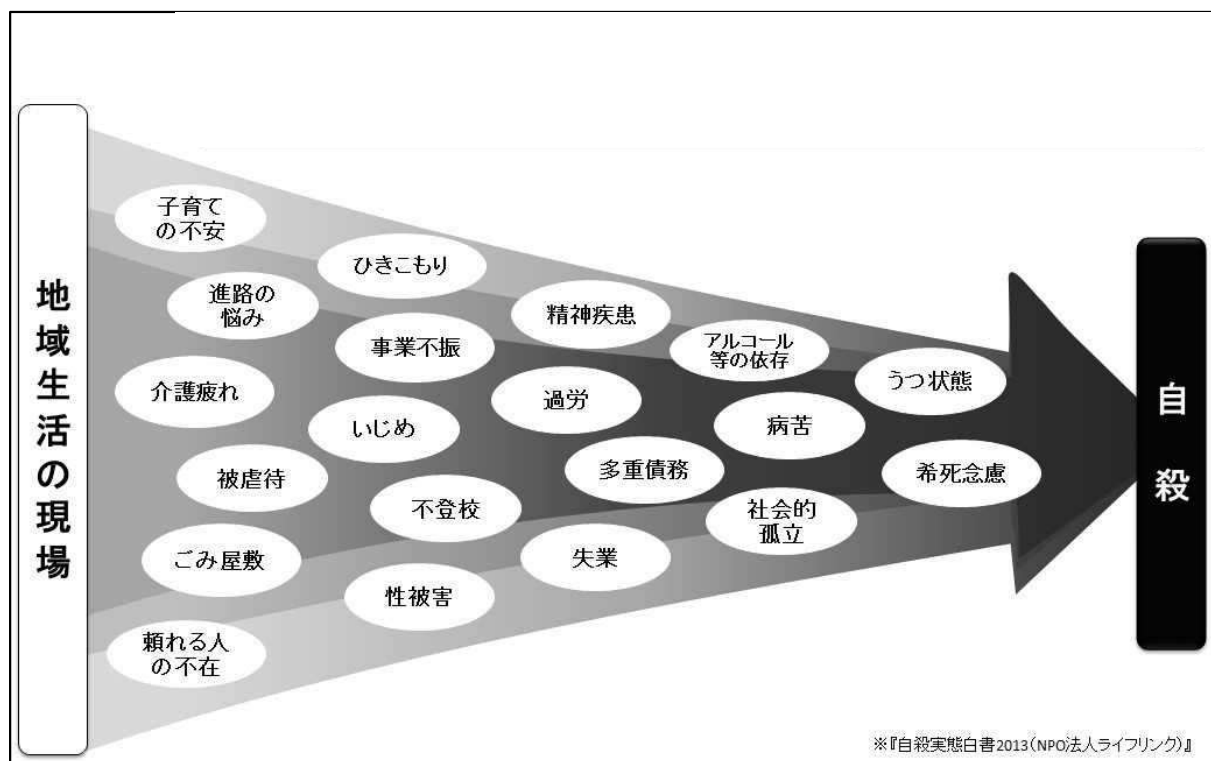 地域生活の現場
子育て
の不安
ひきこもり
進路の
悩み
精神疾患
事業不振
アルコール
等の依存
うつ状態
介護疲れ
過労
いじめ
病苦
被虐待
多重債務
希死念慮
不登校
社会的
孤立
ごみ屋敷
失業
性被害
頼れる人
の不在
自殺
※『自殺実態白書2013(NPO法人ライフリンク)』